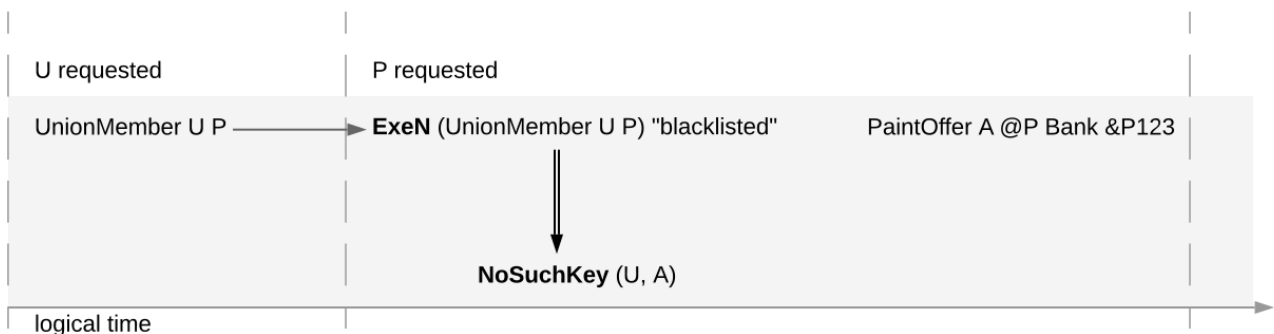 U requested
P requested
UnionMember U P
ExeN (UnionMember U P) "blacklisted"
PaintOffer A @P Bank &P123
NoSuchKey (U, A)
logical time